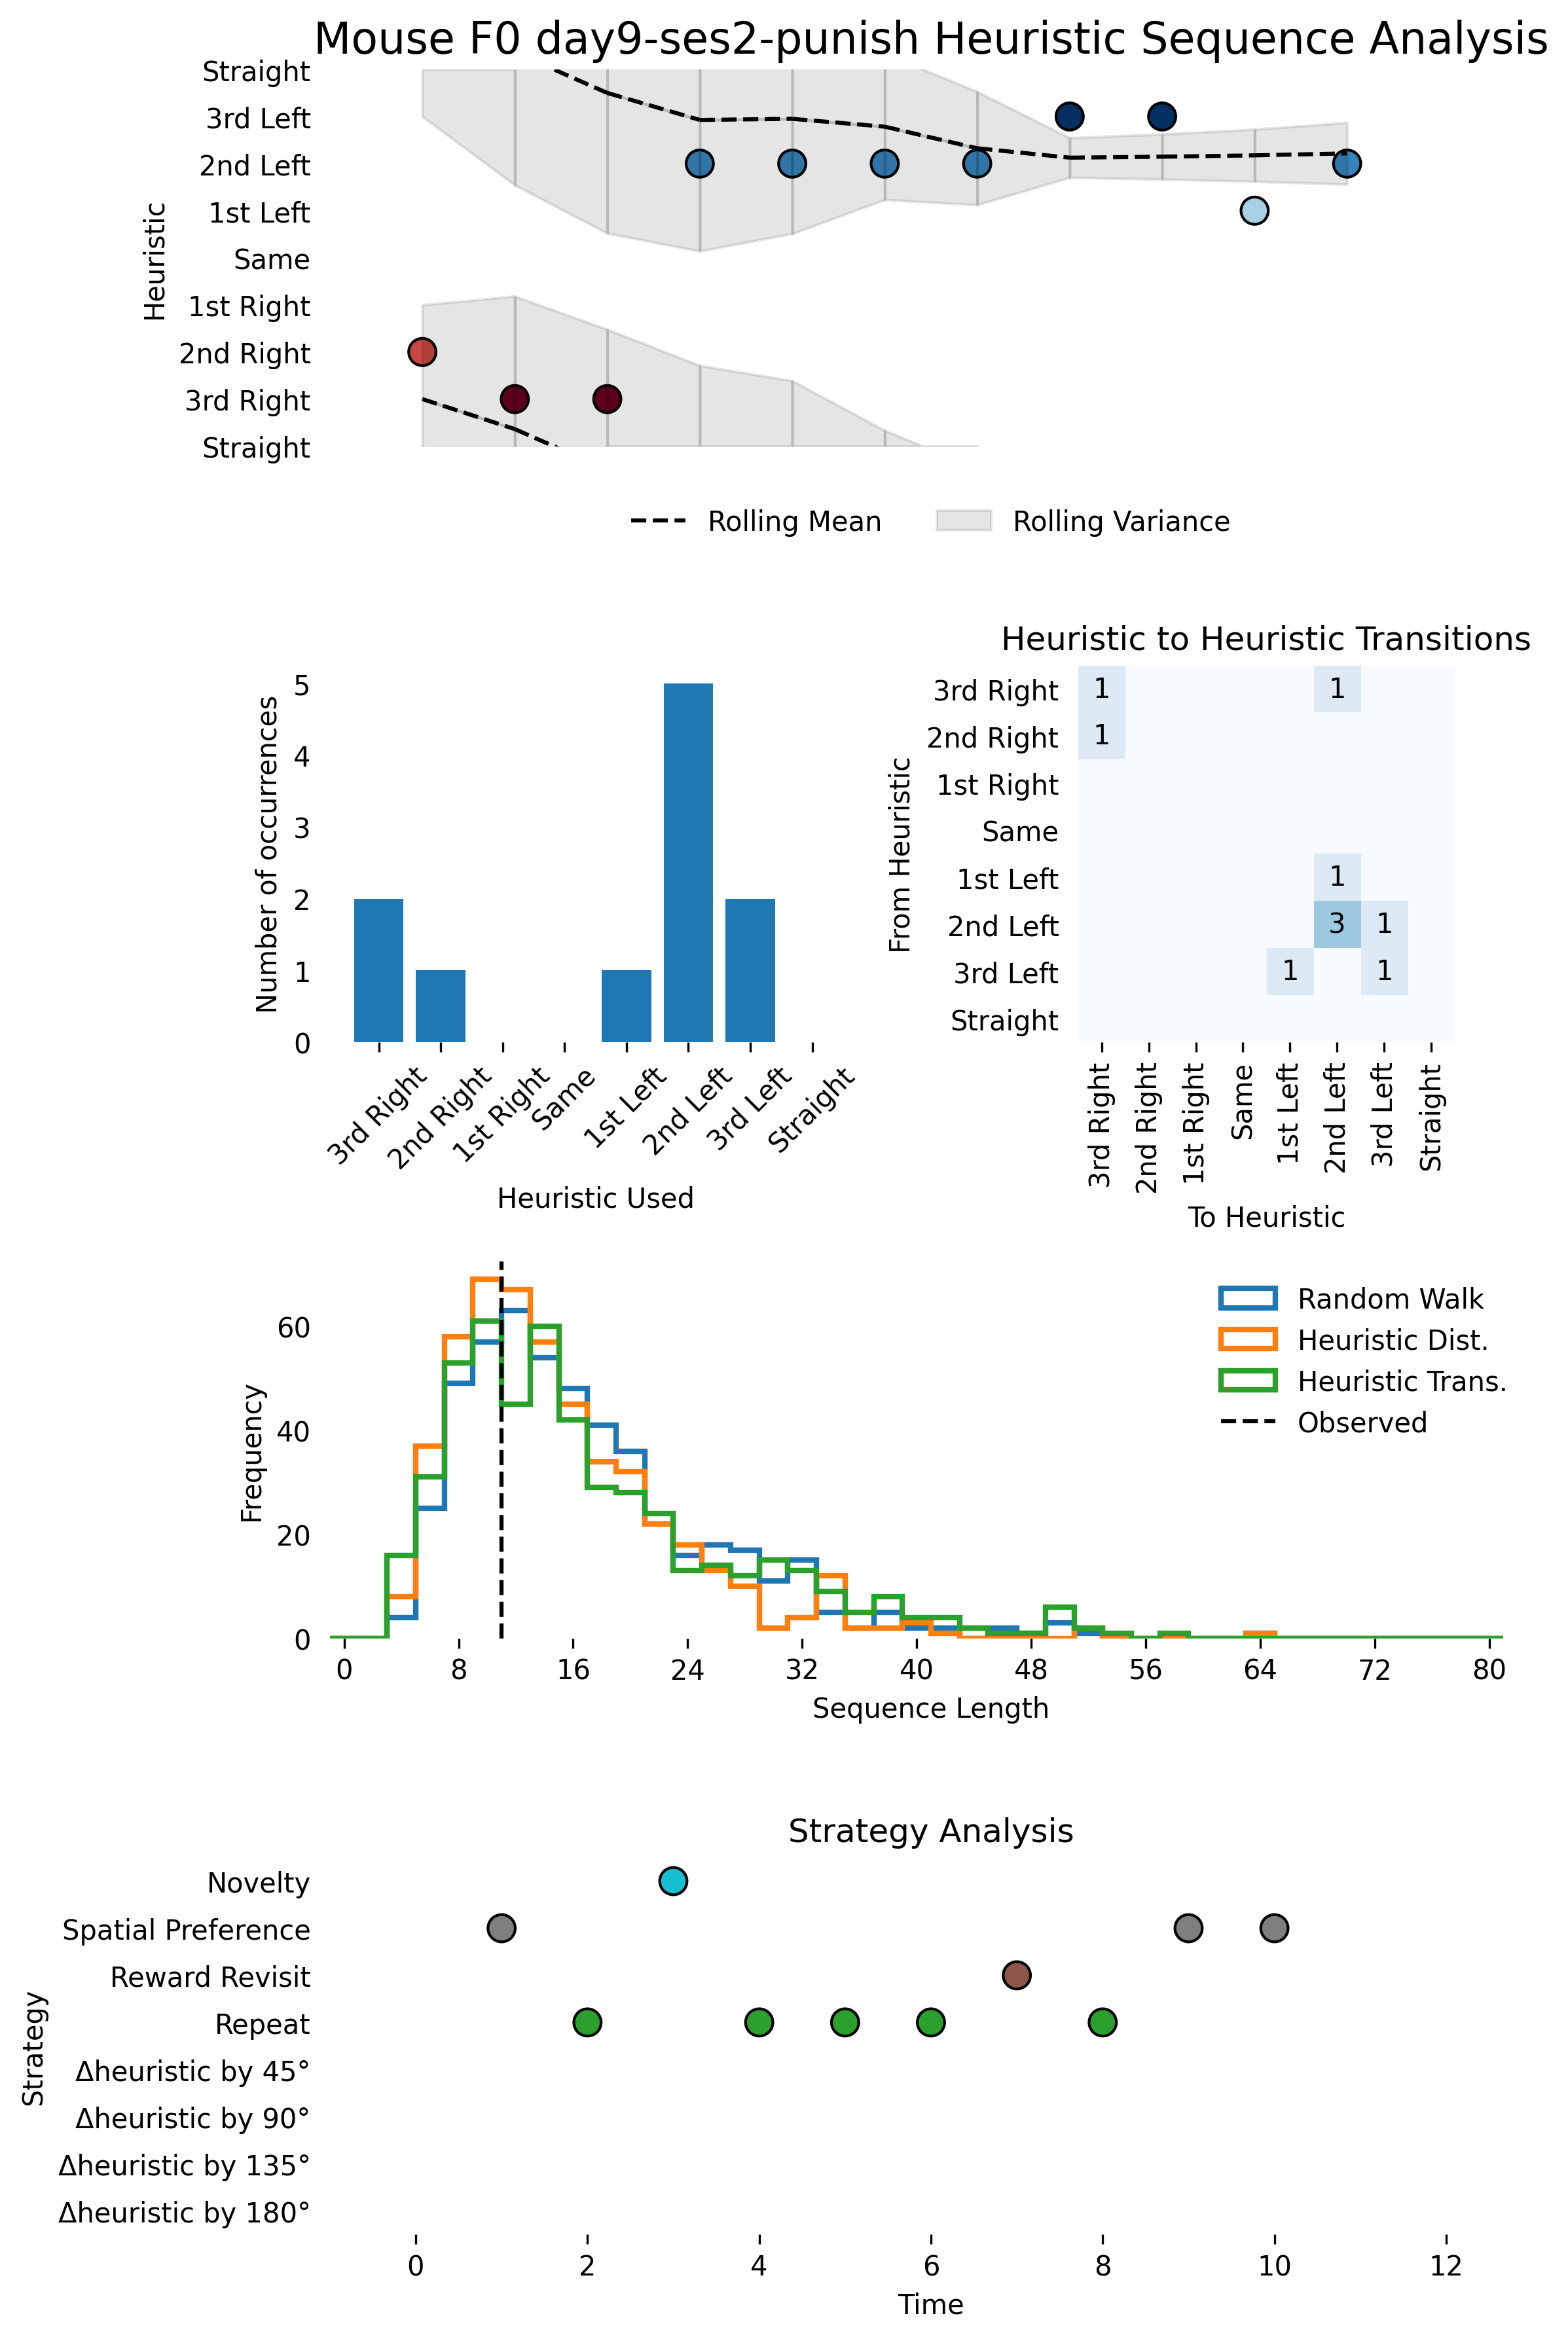 Mouse F0 day9-ses2-punish Heuristic Sequence Analysis
Heuristic
Straight
3rd Left
2nd Left
1st Left
Same
1st Right
2nd Right
3rd Right
Straight
Rolling Mean
Rolling Variance
Number of occurrences
5
4
3
2
1
0
3rd Right
2nd Right
1st Right
Same
1st Left
2nd Left
3rd Left
Straight
Heuristic Used
Heuristic to Heuristic Transitions
From Heuristic
3rd Right
2nd Right
1st Right
Same
1st Left
2nd Left
3rd Left
Straight
1 1
1
1
3 1
1 1
3rd Right
2nd Right
1st Right
Same
1st Left
2nd Left
3rd Left
Straight
To Heuristic
Frequency
60
40
20
0
0 8 16 24 32 40 48 56 64 72 80
Sequence Length
Random Walk
Heuristic Dist.
Heuristic Trans.
Observed
Strategy Analysis
Strategy
Novelty
Spatial Preference
Reward Revisit
Repeat
Δheuristic by 45°
Δheuristic by 90°
Δheuristic by 135°
Δheuristic by 180°
0 2 4 6 8 10 12
Time